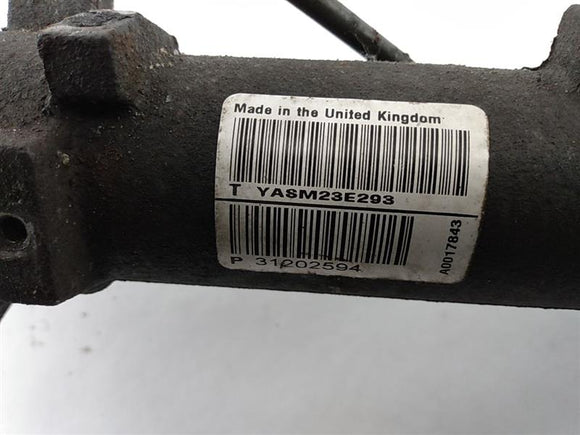 Made in the United Kingdom
T YASM23E293
P 31202594
A0017843